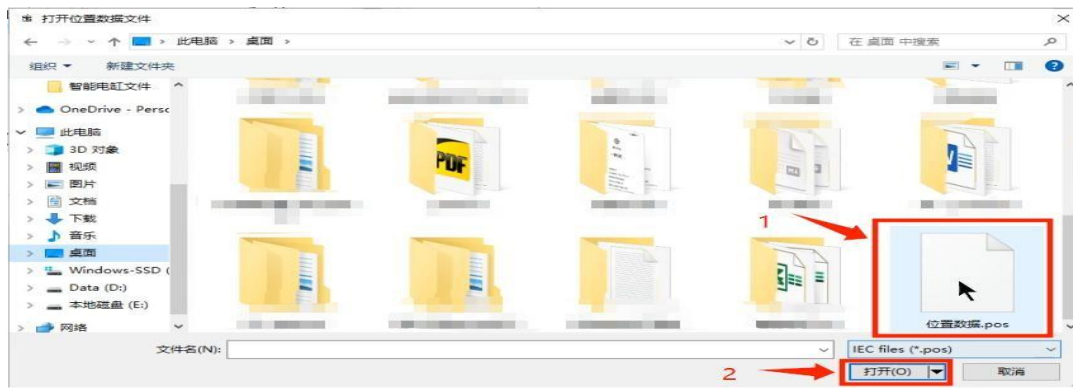 打开位置数据文件
此电脑 > 桌面 >
在 桌面 中搜索
组织
新建文件夹
智能电缸文件
OneDrive - Persc
此电脑
3D 对象
视频
图片
文档
下载
音乐
桌面
Windows-SSD (
Data (D:)
本地磁盘 (E:)
网络
PDF
1
位置数据.pos
文件名(N):
IEC files (*.pos)
2
打开(O)
取消